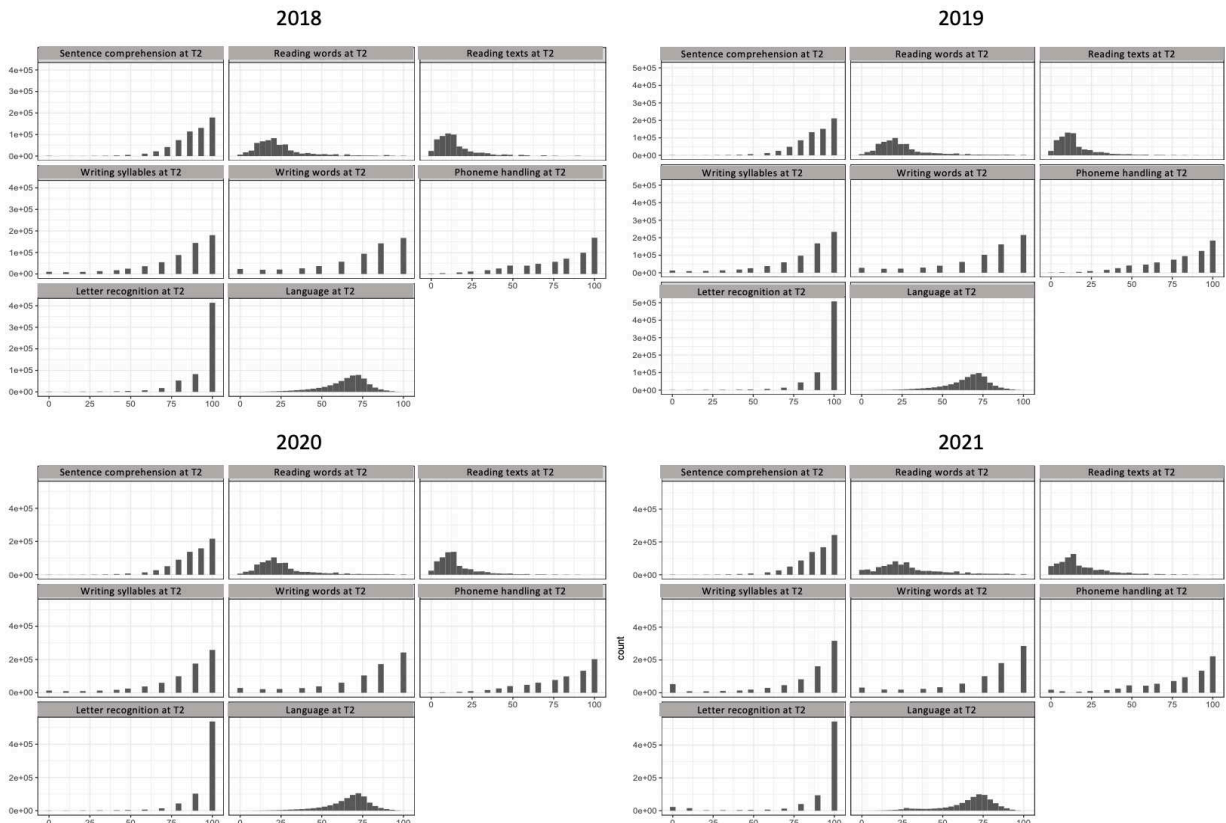 2018
Sentence comprehension at T2 Reading words at T2 Reading texts at T2
4e+05
3e+05
2e+05
1e+05
0e+00
Writing syllables at T2 Writing words at T2 Phoneme handling at T2
4e+05
3e+05
2e+05
1e+05
0e+00
0 25 50 75 100
Letter recognition at T2 Language at T2
4e+05
3e+05
2e+05
1e+05
0e+00
0 25 50 75 100 0 25 50 75 100
2019
Sentence comprehension at T2 Reading words at T2 Reading texts at T2
5e+05
4e+05
3e+05
2e+05
1e+05
0e+00
Writing syllables at T2 Writing words at T2 Phoneme handling at T2
5e+05
4e+05
3e+05
2e+05
1e+05
0e+00
0 25 50 75 100
Letter recognition at T2 Language at T2
5e+05
4e+05
3e+05
2e+05
1e+05
0e+00
0 25 50 75 100 0 25 50 75 100
2020
Sentence comprehension at T2 Reading words at T2 Reading texts at T2
4e+05
2e+05
0e+00
Writing syllables at T2 Writing words at T2 Phoneme handling at T2
4e+05
2e+05
0e+00
0 25 50 75 100
Letter recognition at T2 Language at T2
4e+05
2e+05
0e+00
0 25 50 75 100 0 25 50 75 100
2021
Sentence comprehension at T2 Reading words at T2 Reading texts at T2
4e+05
2e+05
0e+00
Writing syllables at T2 Writing words at T2 Phoneme handling at T2
4e+05
2e+05
0e+00
count
0 25 50 75 100
Letter recognition at T2 Language at T2
4e+05
2e+05
0e+00
0 25 50 75 100 0 25 50 75 100